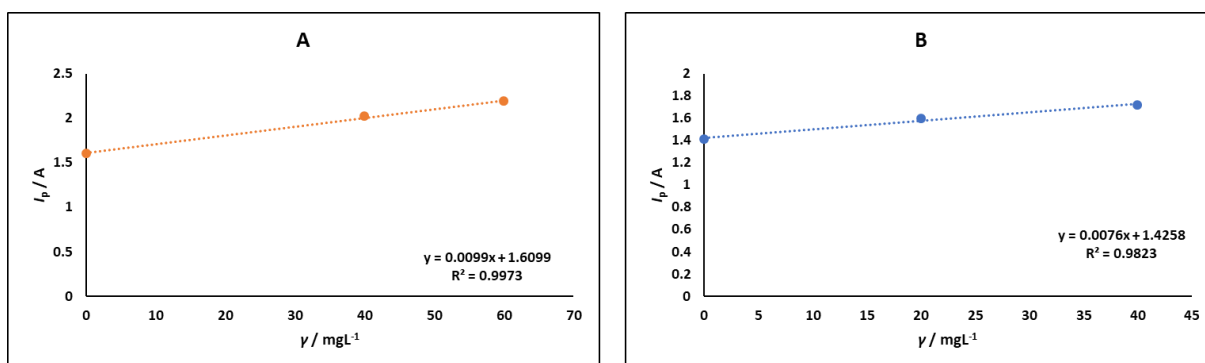 A
2.5
2
1.5
1
0.5
0
I_p / A
0 10 20 30 40 50 60 70
γ / mgL⁻¹
y = 0.0099x + 1.6099
R² = 0.9973
B
2
1.8
1.6
1.4
1.2
1
0.8
0.6
0.4
0.2
0
I_p / A
0 5 10 15 20 25 30 35 40 45
γ / mgL⁻¹
y = 0.0076x + 1.4258
R² = 0.9823